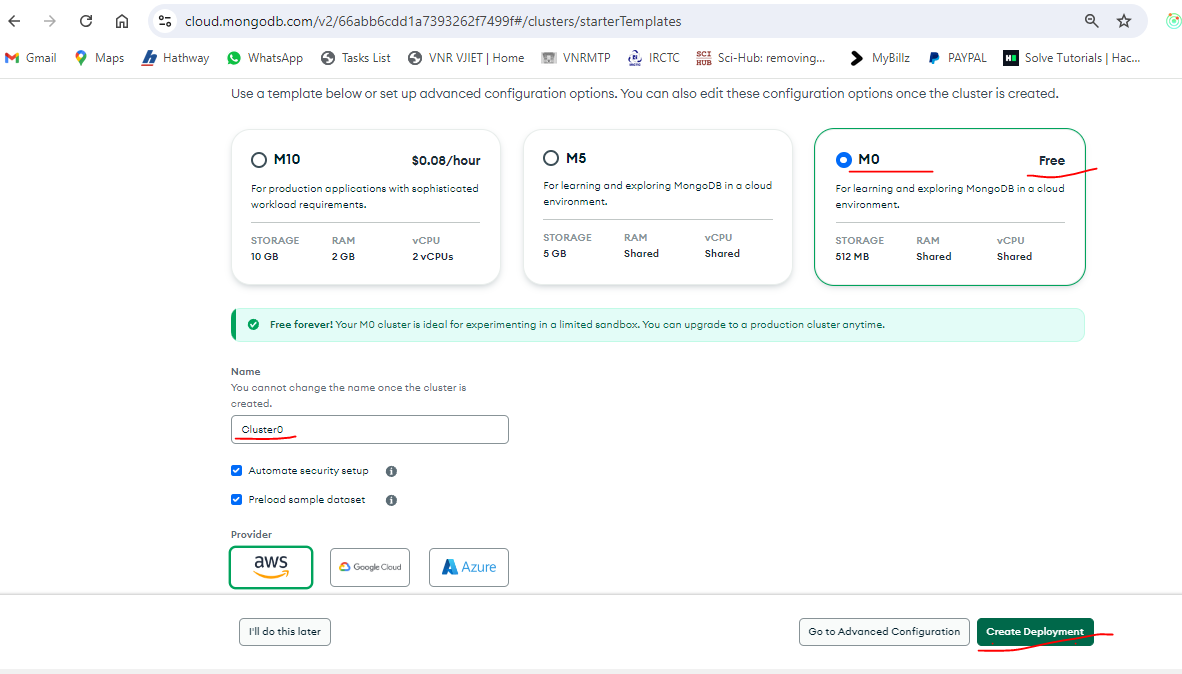 cloud.mongodb.com/v2/66abb6cdd1a7393262f7499f#/clusters/starterTemplates
Gmail Maps Hathway WhatsApp Tasks List VNR VJIET | Home VNRMTP IRCTC SCI HUB Sci-Hub: removing... MyBillz PAYPAL Solve Tutorials | Hac...
Use a template below or set up advanced configuration options. You can also edit these configuration options once the cluster is created.
M10 $0.08/hour
For production applications with sophisticated
workload requirements.
STORAGE RAM vCPU
10 GB 2 GB 2 vCPUs
M5
For learning and exploring MongoDB in a cloud
environment.
STORAGE RAM vCPU
5 GB Shared Shared
M0 Free
For learning and exploring MongoDB in a cloud
environment.
STORAGE RAM vCPU
512 MB Shared Shared
Free forever! Your M0 cluster is ideal for experimenting in a limited sandbox. You can upgrade to a production cluster anytime.
Name
You cannot change the name once the cluster is
created.
Cluster0
Automate security setup
Preload sample dataset
Provider
aws Google Cloud Azure
I'll do this later Go to Advanced Configuration Create Deployment